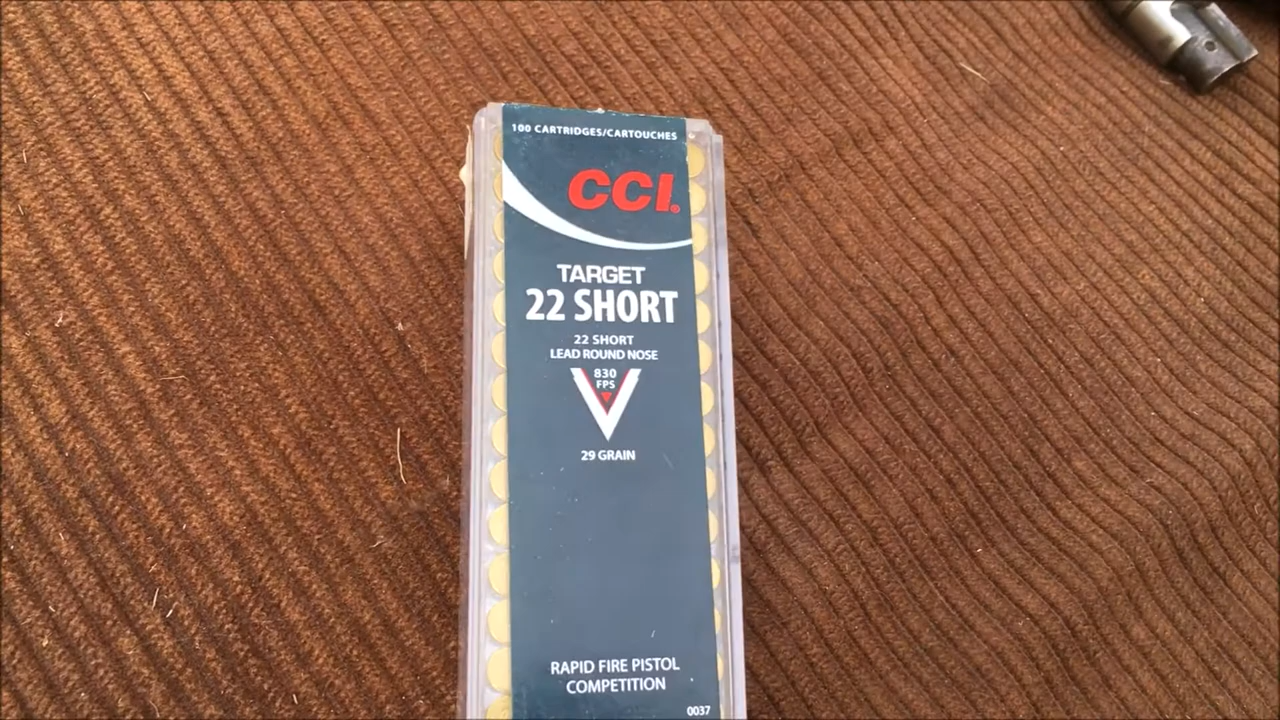 100 CARTRIDGES/CARTOUCHES
CCI®
TARGET
22 SHORT
22 SHORT
LEAD ROUND NOSE
830
FPS
29 GRAIN
RAPID FIRE PISTOL
COMPETITION
0037